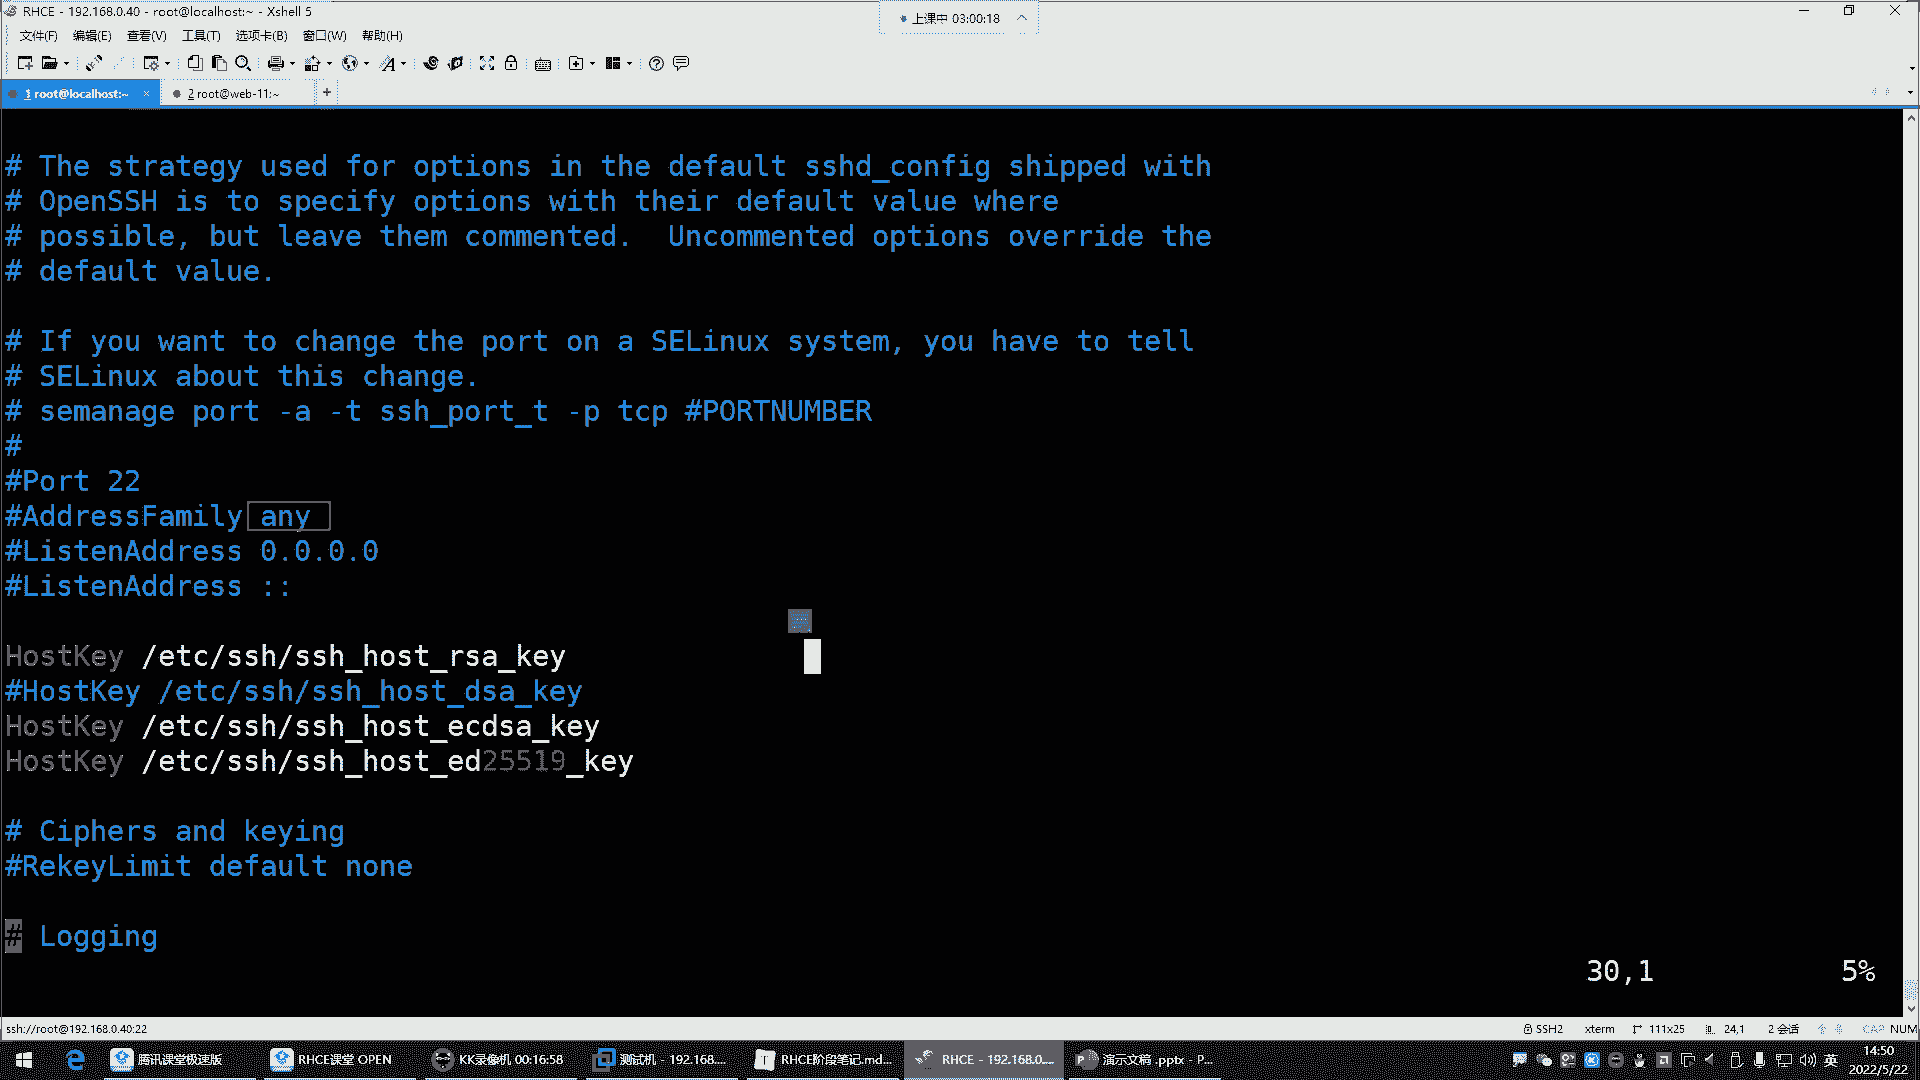 RHCE - 192.168.0.40 - root@localhost:~ - Xshell 5
上课中 03:00:18
文件(F) 编辑(E) 查看(V) 工具(T) 选项卡(B) 窗口(W) 帮助(H)
1 root@localhost:~ × 2 root@web-11:~ +
# The strategy used for options in the default sshd_config shipped with
# OpenSSH is to specify options with their default value where
# possible, but leave them commented.  Uncommented options override the
# default value.
# If you want to change the port on a SELinux system, you have to tell
# SELinux about this change.
# semanage port -a -t ssh_port_t -p tcp #PORTNUMBER
#
#Port 22
#AddressFamily any
#ListenAddress 0.0.0.0
#ListenAddress ::
HostKey /etc/ssh/ssh_host_rsa_key
#HostKey /etc/ssh/ssh_host_dsa_key
HostKey /etc/ssh/ssh_host_ecdsa_key
HostKey /etc/ssh/ssh_host_ed25519_key
# Ciphers and keying
#RekeyLimit default none
# Logging
30,1 5%
ssh://root@192.168.0.40:22 SSH2 xterm 111x25 24,1 2 会话 CAP NUM
腾讯课堂极速版 RHCE课堂 OPEN KK录像机 00:16:58 测试机 - 192.168.... RHCE阶段笔记.md... RHCE - 192.168.0.... 演示文稿 .pptx - P... 英 14:50
2022/5/22